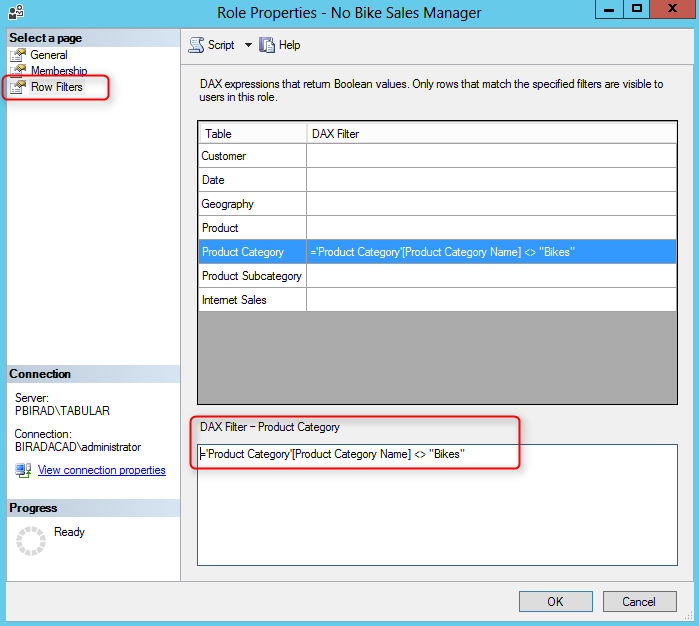 Role Properties - No Bike Sales Manager
Select a page
General
Membership
Row Filters
Script Help
DAX expressions that return Boolean values. Only rows that match the specified filters are visible to
users in this role.
Table DAX Filter
Customer
Date
Geography
Product
Product Category ='Product Category'[Product Category Name] <> "Bikes"
Product Subcategory
Internet Sales
Connection
Server:
PBIRAD\TABULAR
Connection:
BIRADACAD\administrator
View connection properties
Progress
Ready
DAX Filter - Product Category
='Product Category'[Product Category Name] <> "Bikes"
OK Cancel